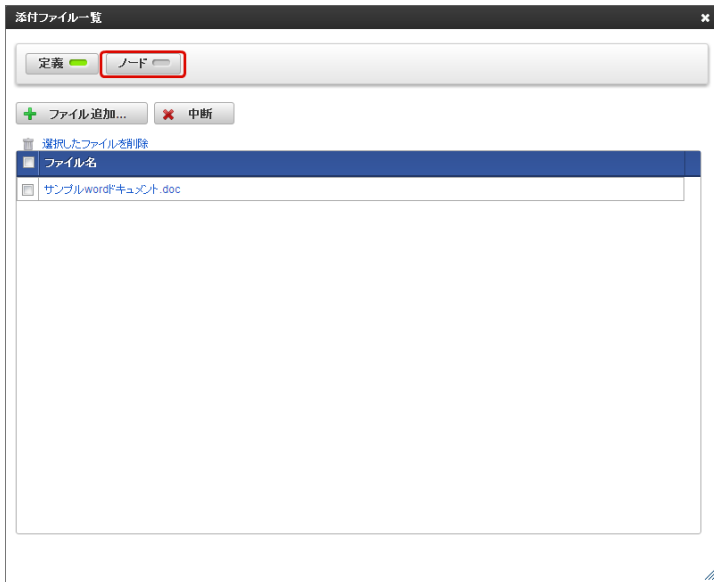 添付ファイル一覧
定義 ノード
ファイル追加... 中断
選択したファイルを削除
ファイル名
サンプルwordドキュメント.doc